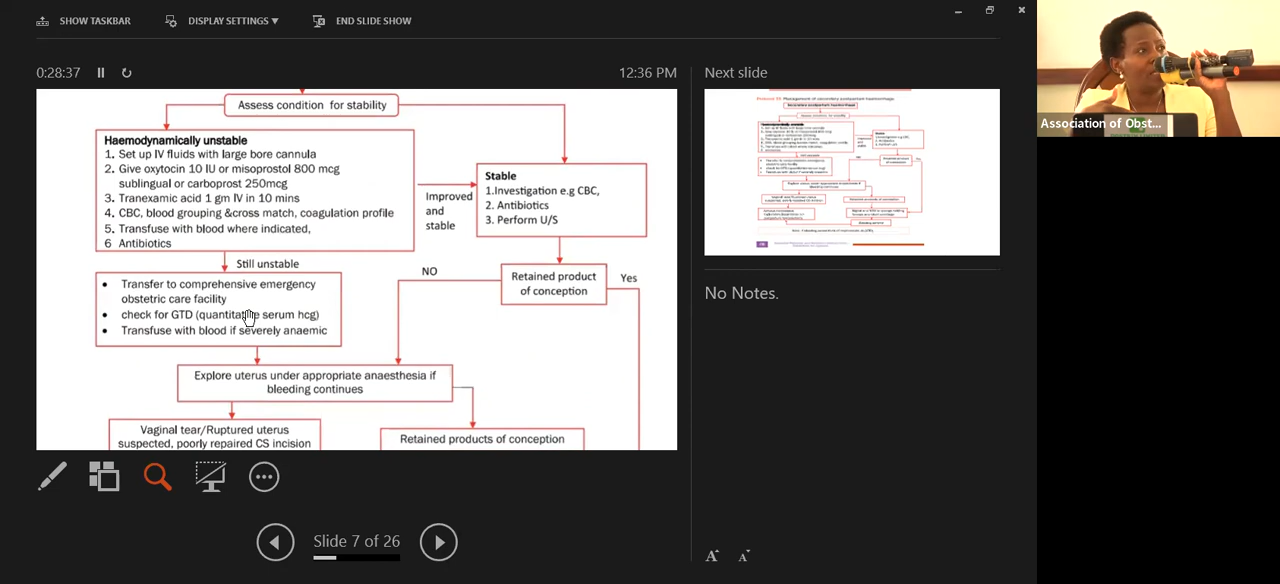 SHOW TASKBAR
DISPLAY SETTINGS ▼
END SLIDE SHOW
0:28:37
12:36 PM
Assess condition for stability
Haemodynamically unstable
1. Set up IV fluids with large bore cannula
2. Give oxytocin 10 IU or misoprostol 800 mcg
sublingual or carboprost 250mcg
3. Tranexamic acid 1 gm IV in 10 mins
4. CBC, blood grouping &cross match, coagulation profile
5. Transfuse with blood where indicated,
6 Antibiotics
Improved
and
stable
Stable
1.Investigation e.g CBC,
2. Antibiotics
3. Perform U/S
Still unstable
• Transfer to comprehensive emergency
obstetric care facility
• check for GTD (quantitative serum hcg)
• Transfuse with blood if severely anaemic
NO
Retained product
of conception
Yes
Explore uterus under appropriate anaesthesia if
bleeding continues
Vaginal tear/Ruptured uterus
suspected, poorly repaired CS incision
Retained products of conception
Slide 7 of 26
Next slide
No Notes.
A
A
Association of Obst...